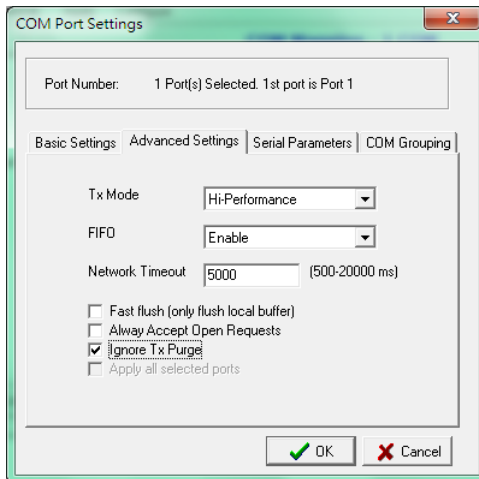 COM Port Settings
Port Number: 1 Port(s) Selected. 1st port is Port 1
Basic Settings Advanced Settings Serial Parameters COM Grouping
Tx Mode Hi-Performance
FIFO Enable
Network Timeout 5000 (500-20000 ms)
Fast flush (only flush local buffer)
Alway Accept Open Requests
Ignore Tx Purge
Apply all selected ports
OK Cancel